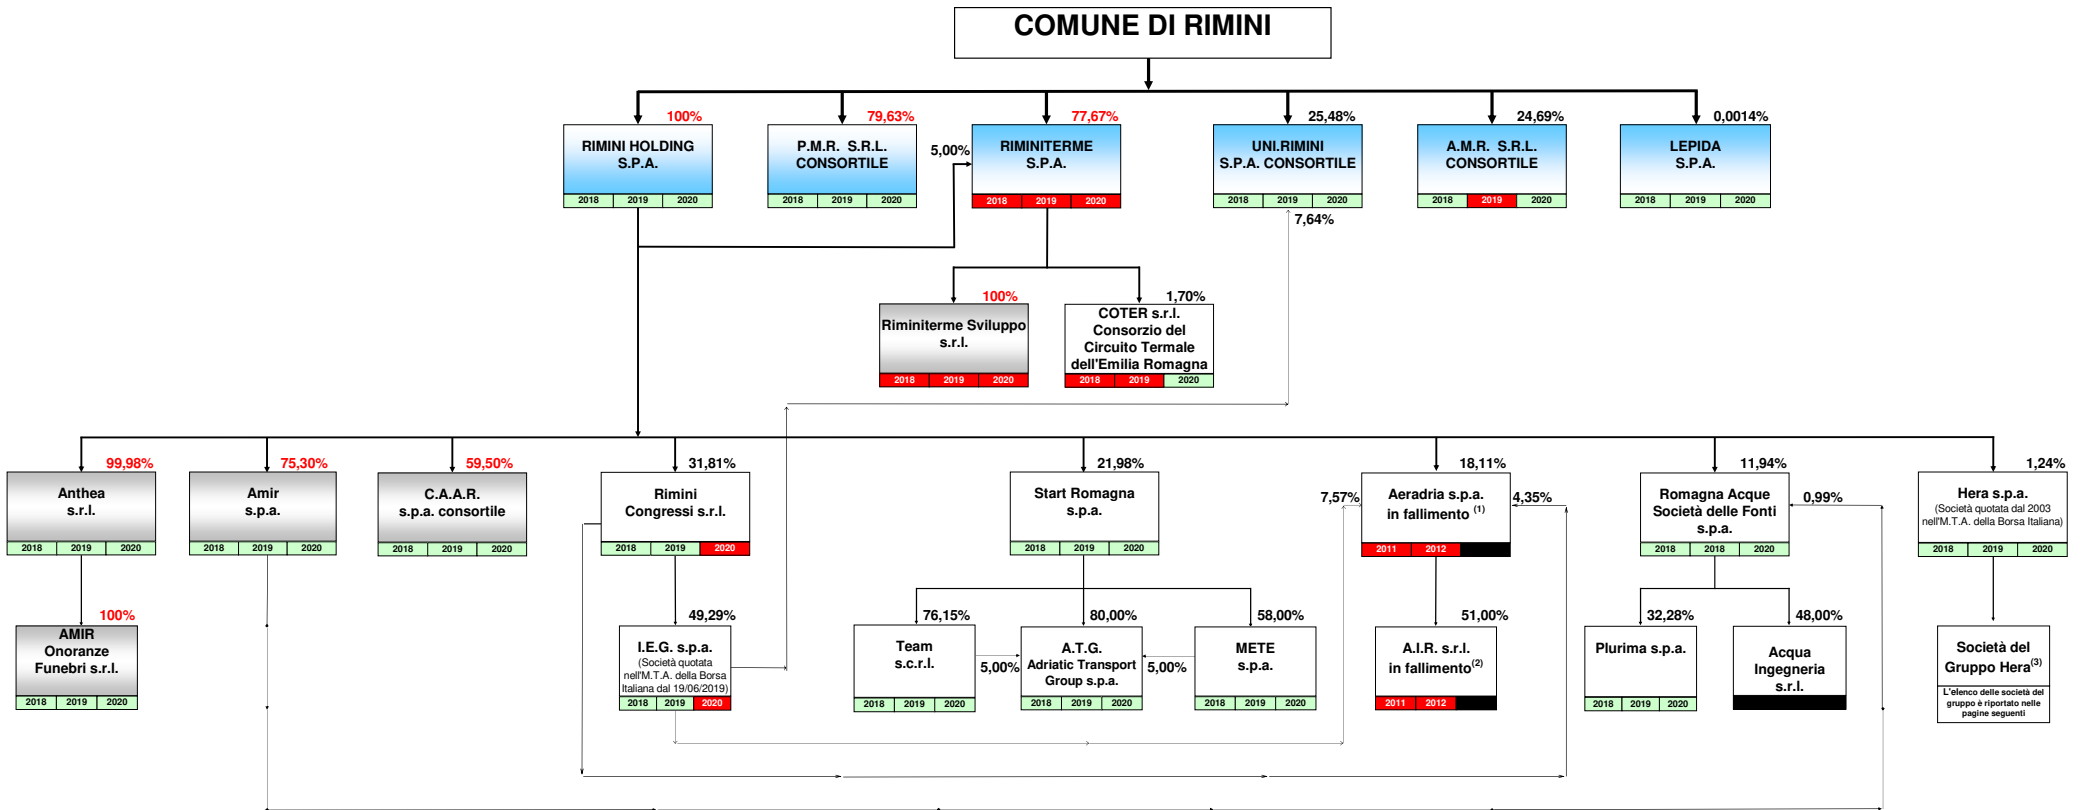 COMUNE DI RIMINI
100%
79,63%
77,67%
25,48%
24,69%
0,0014%
RIMINI HOLDING
S.P.A.
2018 2019 2020
P.M.R. S.R.L.
CONSORTILE
2018 2019 2020
5,00%
RIMINITERME
S.P.A.
2018 2019 2020
UNI.RIMINI
S.P.A. CONSORTILE
2018 2019 2020
7,64%
A.M.R. S.R.L.
CONSORTILE
2018 2019 2020
LEPIDA
S.P.A.
2018 2019 2020
100%
Riminiterme Sviluppo
s.r.l.
2018 2019 2020
1,70%
COTER s.r.l.
Consorzio del
Circuito Termale
dell'Emilia Romagna
2018 2019 2020
99,98%
Anthea
s.r.l.
2018 2019 2020
75,30%
Amir
s.p.a.
2018 2019 2020
59,50%
C.A.A.R.
s.p.a. consortile
2018 2019 2020
31,81%
Rimini
Congressi s.r.l.
2018 2019 2020
21,98%
Start Romagna
s.p.a.
2018 2019 2020
18,11%
7,57%
Aeradria s.p.a.
in fallimento (1)
4,35%
2011 2012
11,94%
Romagna Acque
Società delle Fonti
s.p.a.
0,99%
2018 2018 2020
1,24%
Hera s.p.a.
(Società quotata dal 2003
nell'M.T.A. della Borsa Italiana)
2018 2019 2020
100%
AMIR
Onoranze
Funebri s.r.l.
2018 2019 2020
49,29%
I.E.G. s.p.a.
(Società quotata
nell'M.T.A. della Borsa
Italiana dal 19/06/2019)
2018 2019 2020
76,15%
Team
s.c.r.l.
2018 2019 2020
5,00%
80,00%
A.T.G.
Adriatic Transport
Group s.p.a.
2018 2019 2020
5,00%
58,00%
METE
s.p.a.
2018 2019 2020
51,00%
A.I.R. s.r.l.
in fallimento(2)
2011 2012
32,28%
Plurima s.p.a.
2018 2019 2020
48,00%
Acqua
Ingegneria
s.r.l.
Società del
Gruppo Hera(3)
L'elenco delle società del
gruppo è riportato nelle
pagine seguenti